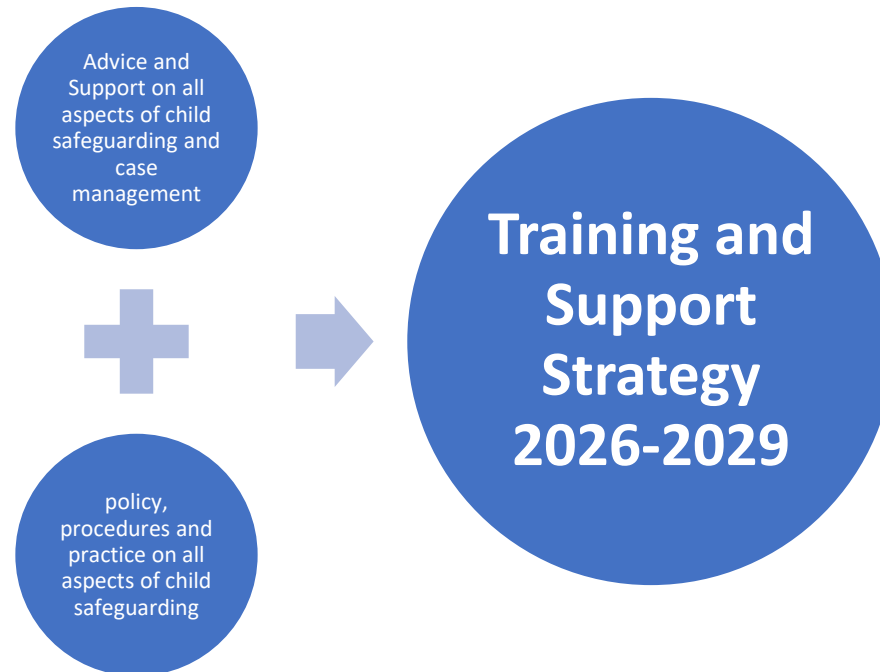 Advice and
Support on all
aspects of child
safeguarding and
case
management
policy,
procedures and
practice on all
aspects of child
safeguarding
Training and
Support
Strategy
2026-2029